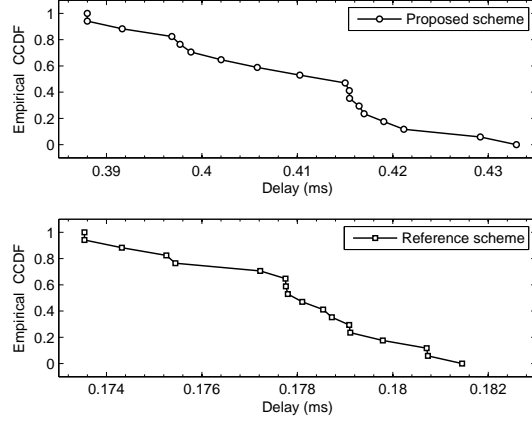 1
0.8
0.6
0.4
0.2
0
Empirical CCDF
Proposed scheme
0.39 0.4 0.41 0.42 0.43
Delay (ms)
1
0.8
0.6
0.4
0.2
0
Empirical CCDF
Reference scheme
0.174 0.176 0.178 0.18 0.182
Delay (ms)